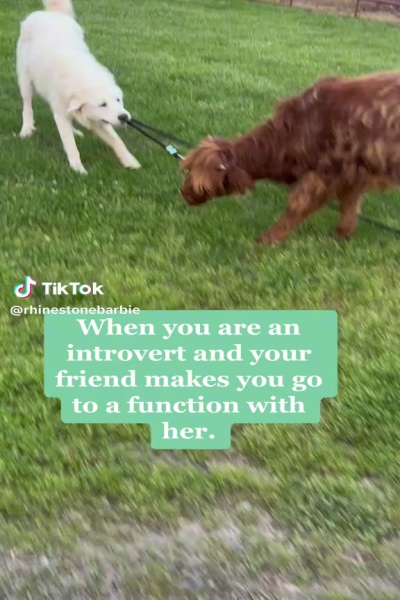 TikTok
@rhinestonebarbie
When you are an
introvert and your
friend makes you go
to a function with
her.